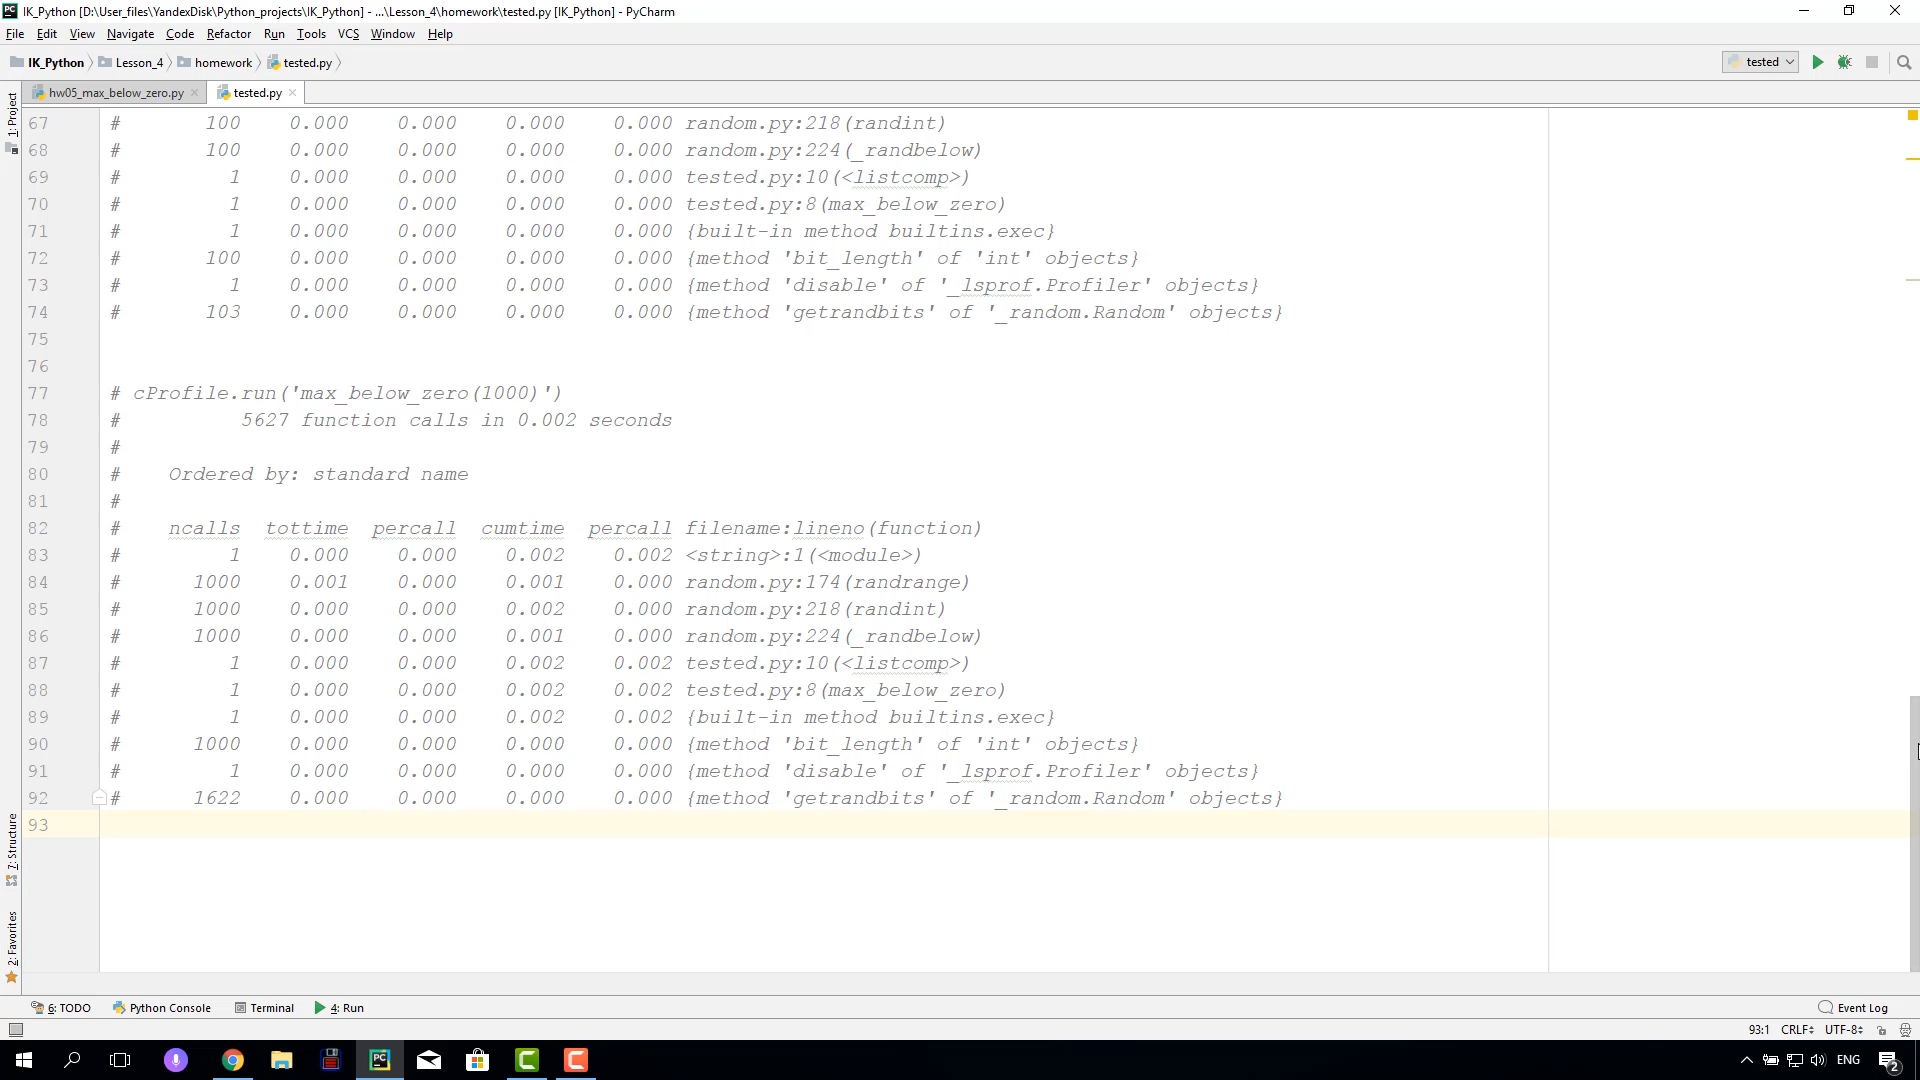 IK_Python [D:\User_files\YandexDisk\Python_projects\IK_Python] - ...\Lesson_4\homework\tested.py [IK_Python] - PyCharm
File Edit View Navigate Code Refactor Run Tools VCS Window Help
IK_Python Lesson_4 homework tested.py tested
hw05_max_below_zero.py tested.py
1: Project
67 # 100 0.000 0.000 0.000 0.000 random.py:218(randint)
68 # 100 0.000 0.000 0.000 0.000 random.py:224(_randbelow)
69 # 1 0.000 0.000 0.000 0.000 tested.py:10(<listcomp>)
70 # 1 0.000 0.000 0.000 0.000 tested.py:8(max_below_zero)
71 # 1 0.000 0.000 0.000 0.000 {built-in method builtins.exec}
72 # 100 0.000 0.000 0.000 0.000 {method 'bit_length' of 'int' objects}
73 # 1 0.000 0.000 0.000 0.000 {method 'disable' of '_lsprof.Profiler' objects}
74 # 103 0.000 0.000 0.000 0.000 {method 'getrandbits' of '_random.Random' objects}
75
76
77 # cProfile.run('max_below_zero(1000)')
78 # 5627 function calls in 0.002 seconds
79 #
80 # Ordered by: standard name
81 #
82 # ncalls tottime percall cumtime percall filename:lineno(function)
83 # 1 0.000 0.000 0.002 0.002 <string>:1(<module>)
84 # 1000 0.001 0.000 0.001 0.000 random.py:174(randrange)
85 # 1000 0.000 0.000 0.002 0.000 random.py:218(randint)
86 # 1000 0.000 0.000 0.001 0.000 random.py:224(_randbelow)
87 # 1 0.000 0.000 0.002 0.002 tested.py:10(<listcomp>)
88 # 1 0.000 0.000 0.002 0.002 tested.py:8(max_below_zero)
89 # 1 0.000 0.000 0.002 0.002 {built-in method builtins.exec}
90 # 1000 0.000 0.000 0.000 0.000 {method 'bit_length' of 'int' objects}
91 # 1 0.000 0.000 0.000 0.000 {method 'disable' of '_lsprof.Profiler' objects}
92 # 1622 0.000 0.000 0.000 0.000 {method 'getrandbits' of '_random.Random' objects}
93
7: Structure
2: Favorites
6: TODO Python Console Terminal 4: Run Event Log
93:1 CRLF UTF-8
ENG 2